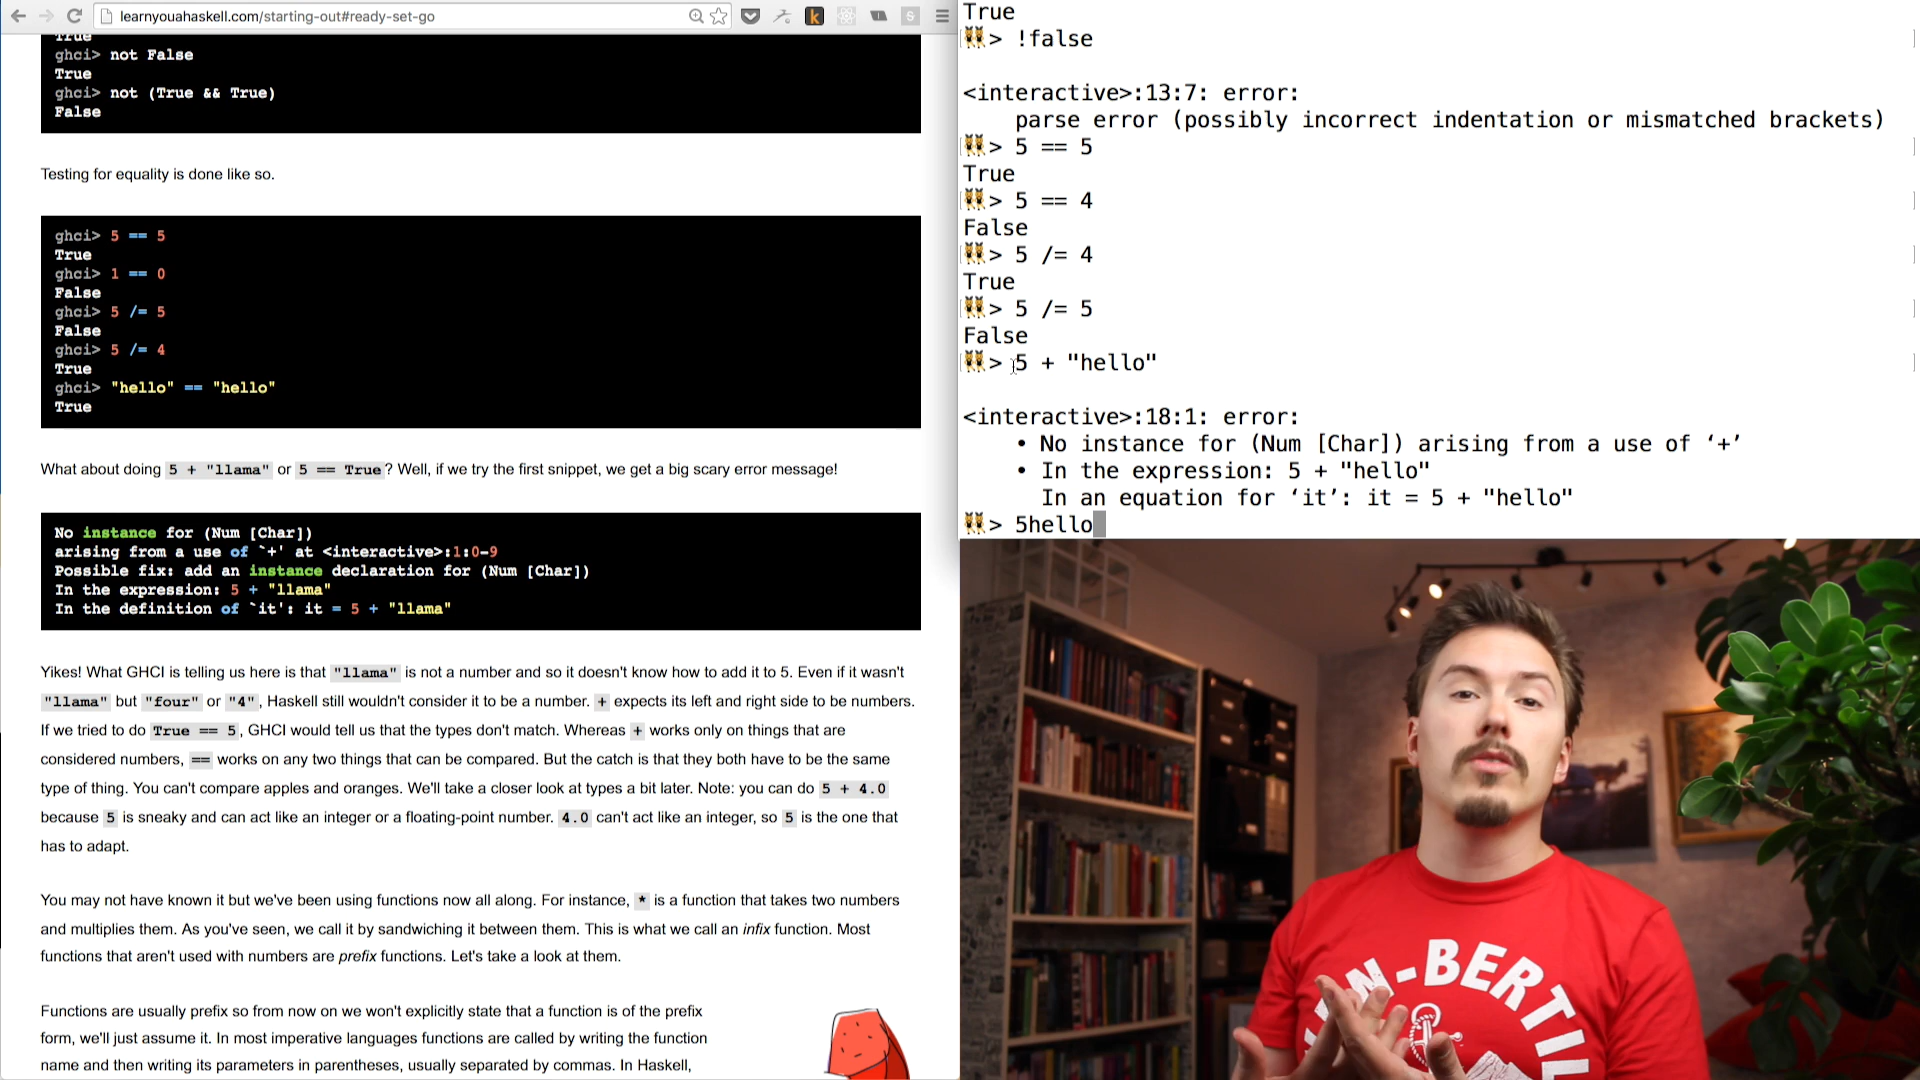 learnyouahaskell.com/starting-out#ready-set-go
True
ghci> not False
True
ghci> not (True && True)
False
Testing for equality is done like so.
ghci> 5 == 5
True
ghci> 1 == 0
False
ghci> 5 /= 5
False
ghci> 5 /= 4
True
ghci> "hello" == "hello"
True
What about doing 5 + "llama" or 5 == True? Well, if we try the first snippet, we get a big scary error message!
No instance for (Num [Char])
arising from a use of `+' at <interactive>:1:0-9
Possible fix: add an instance declaration for (Num [Char])
In the expression: 5 + "llama"
In the definition of `it': it = 5 + "llama"
Yikes! What GHCI is telling us here is that "llama" is not a number and so it doesn't know how to add it to 5. Even if it wasn't
"llama" but "four" or "4", Haskell still wouldn't consider it to be a number. + expects its left and right side to be numbers.
If we tried to do True == 5, GHCI would tell us that the types don't match. Whereas + works only on things that are
considered numbers, == works on any two things that can be compared. But the catch is that they both have to be the same
type of thing. You can't compare apples and oranges. We'll take a closer look at types a bit later. Note: you can do 5 + 4.0
because 5 is sneaky and can act like an integer or a floating-point number. 4.0 can't act like an integer, so 5 is the one that
has to adapt.
You may not have known it but we've been using functions now all along. For instance, * is a function that takes two numbers
and multiplies them. As you've seen, we call it by sandwiching it between them. This is what we call an infix function. Most
functions that aren't used with numbers are prefix functions. Let's take a look at them.
Functions are usually prefix so from now on we won't explicitly state that a function is of the prefix
form, we'll just assume it. In most imperative languages functions are called by writing the function
name and then writing its parameters in parentheses, usually separated by commas. In Haskell,
True
> !false
<interactive>:13:7: error:
parse error (possibly incorrect indentation or mismatched brackets)
> 5 == 5
True
> 5 == 4
False
> 5 /= 4
True
> 5 /= 5
False
> 5 + "hello"
<interactive>:18:1: error:
• No instance for (Num [Char]) arising from a use of ‘+’
• In the expression: 5 + "hello"
In an equation for ‘it’: it = 5 + "hello"
> 5hello
N-BERTIL